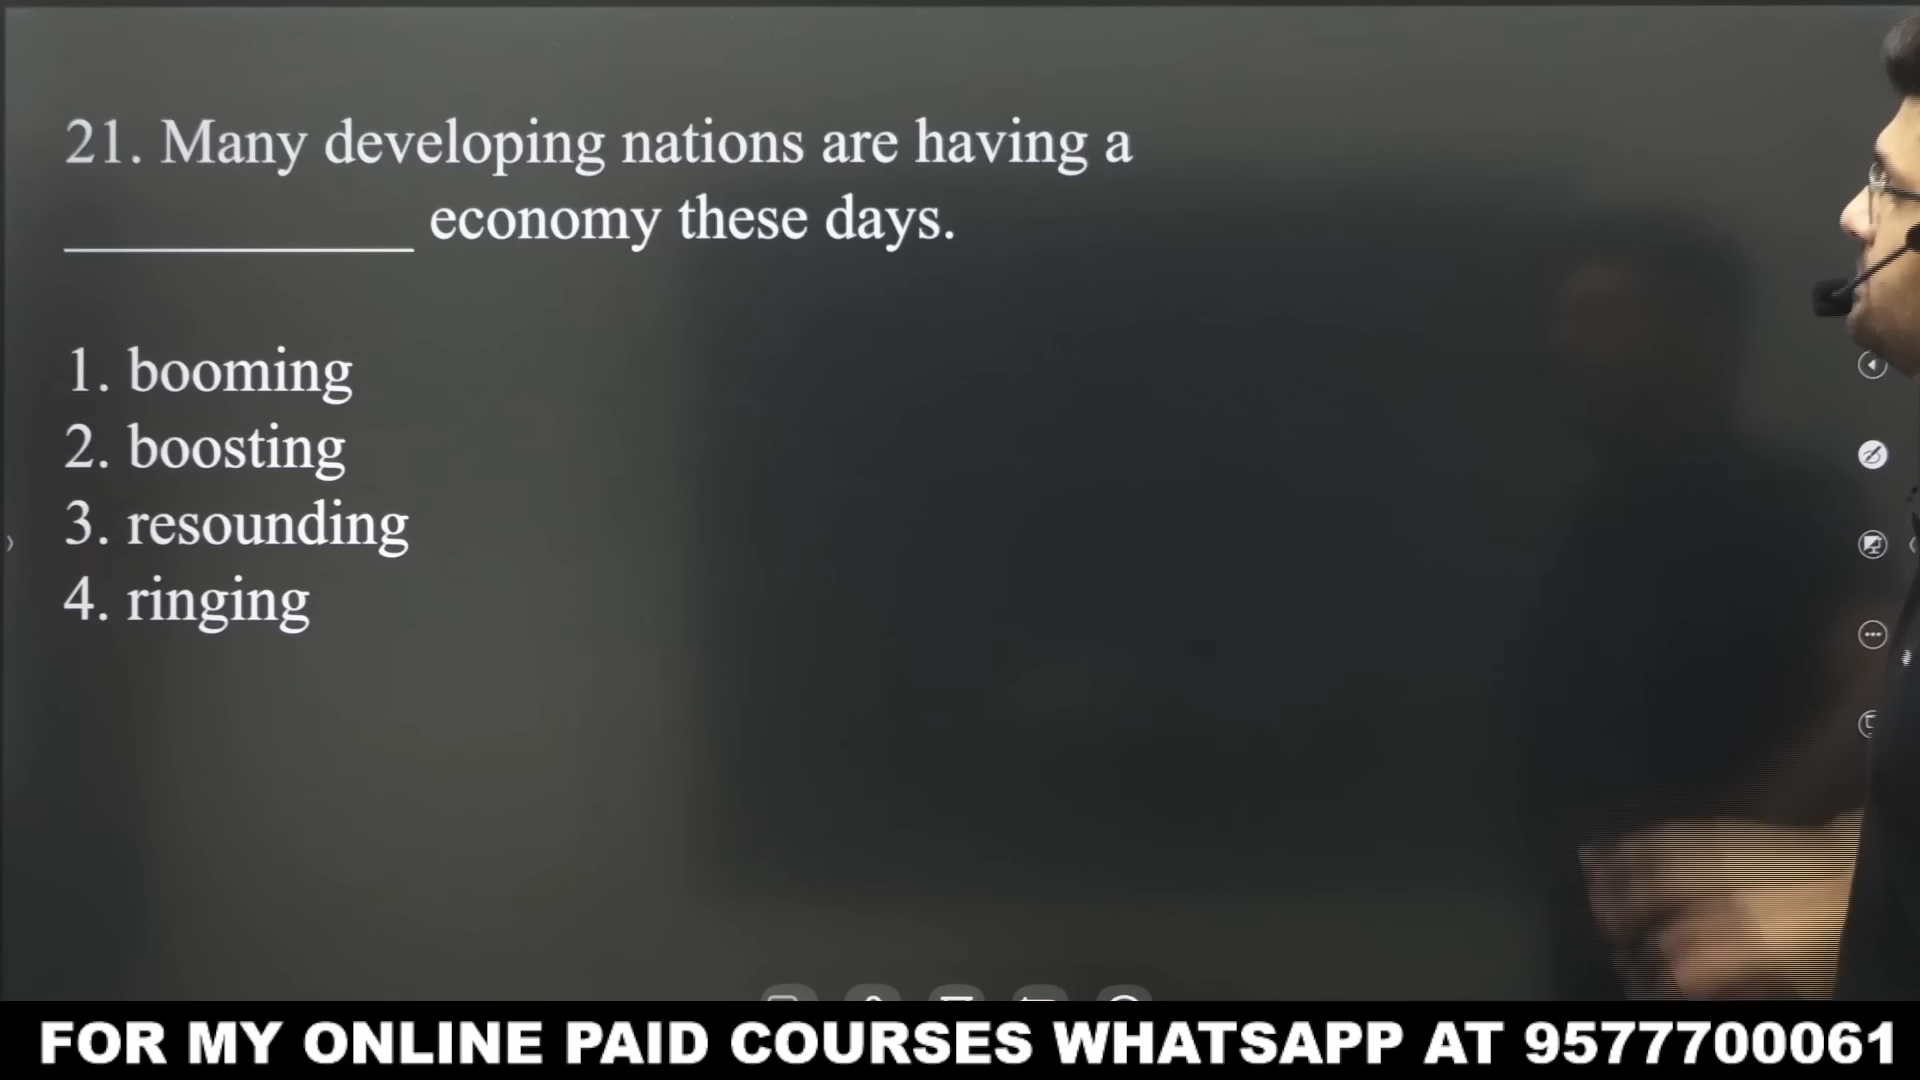 21. Many developing nations are having a
____________ economy these days.
1. booming
2. boosting
3. resounding
4. ringing
FOR MY ONLINE PAID COURSES WHATSAPP AT 9577700061